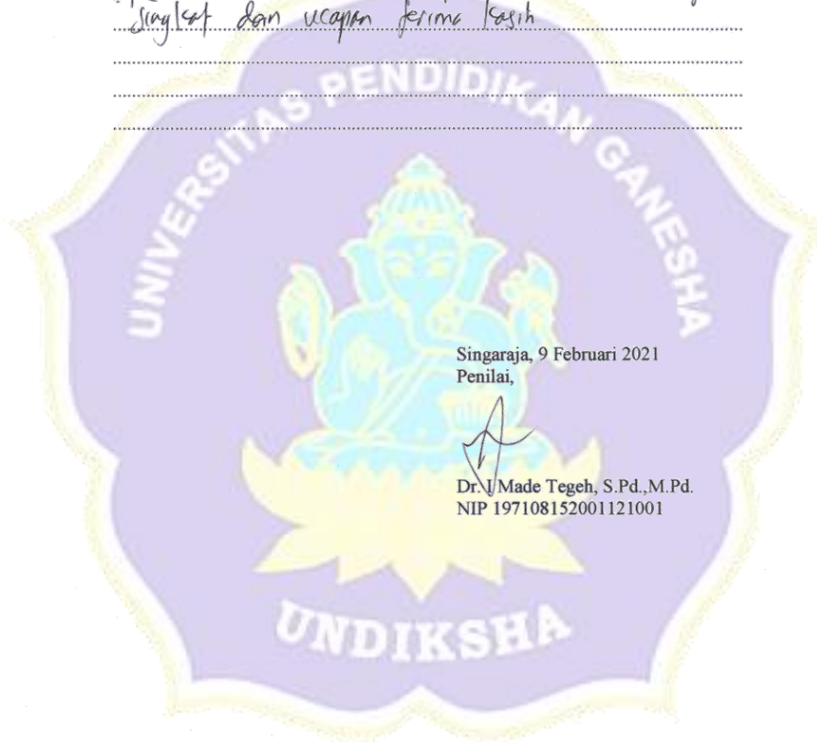 singkat dan ucapan terima kasih
UNIVERSITAS PENDIDIKAN GANESHA
Singaraja, 9 Februari 2021
Penilai,
Dr. I Made Tegeh, S.Pd.,M.Pd.
NIP 197108152001121001
UNDIKSHA